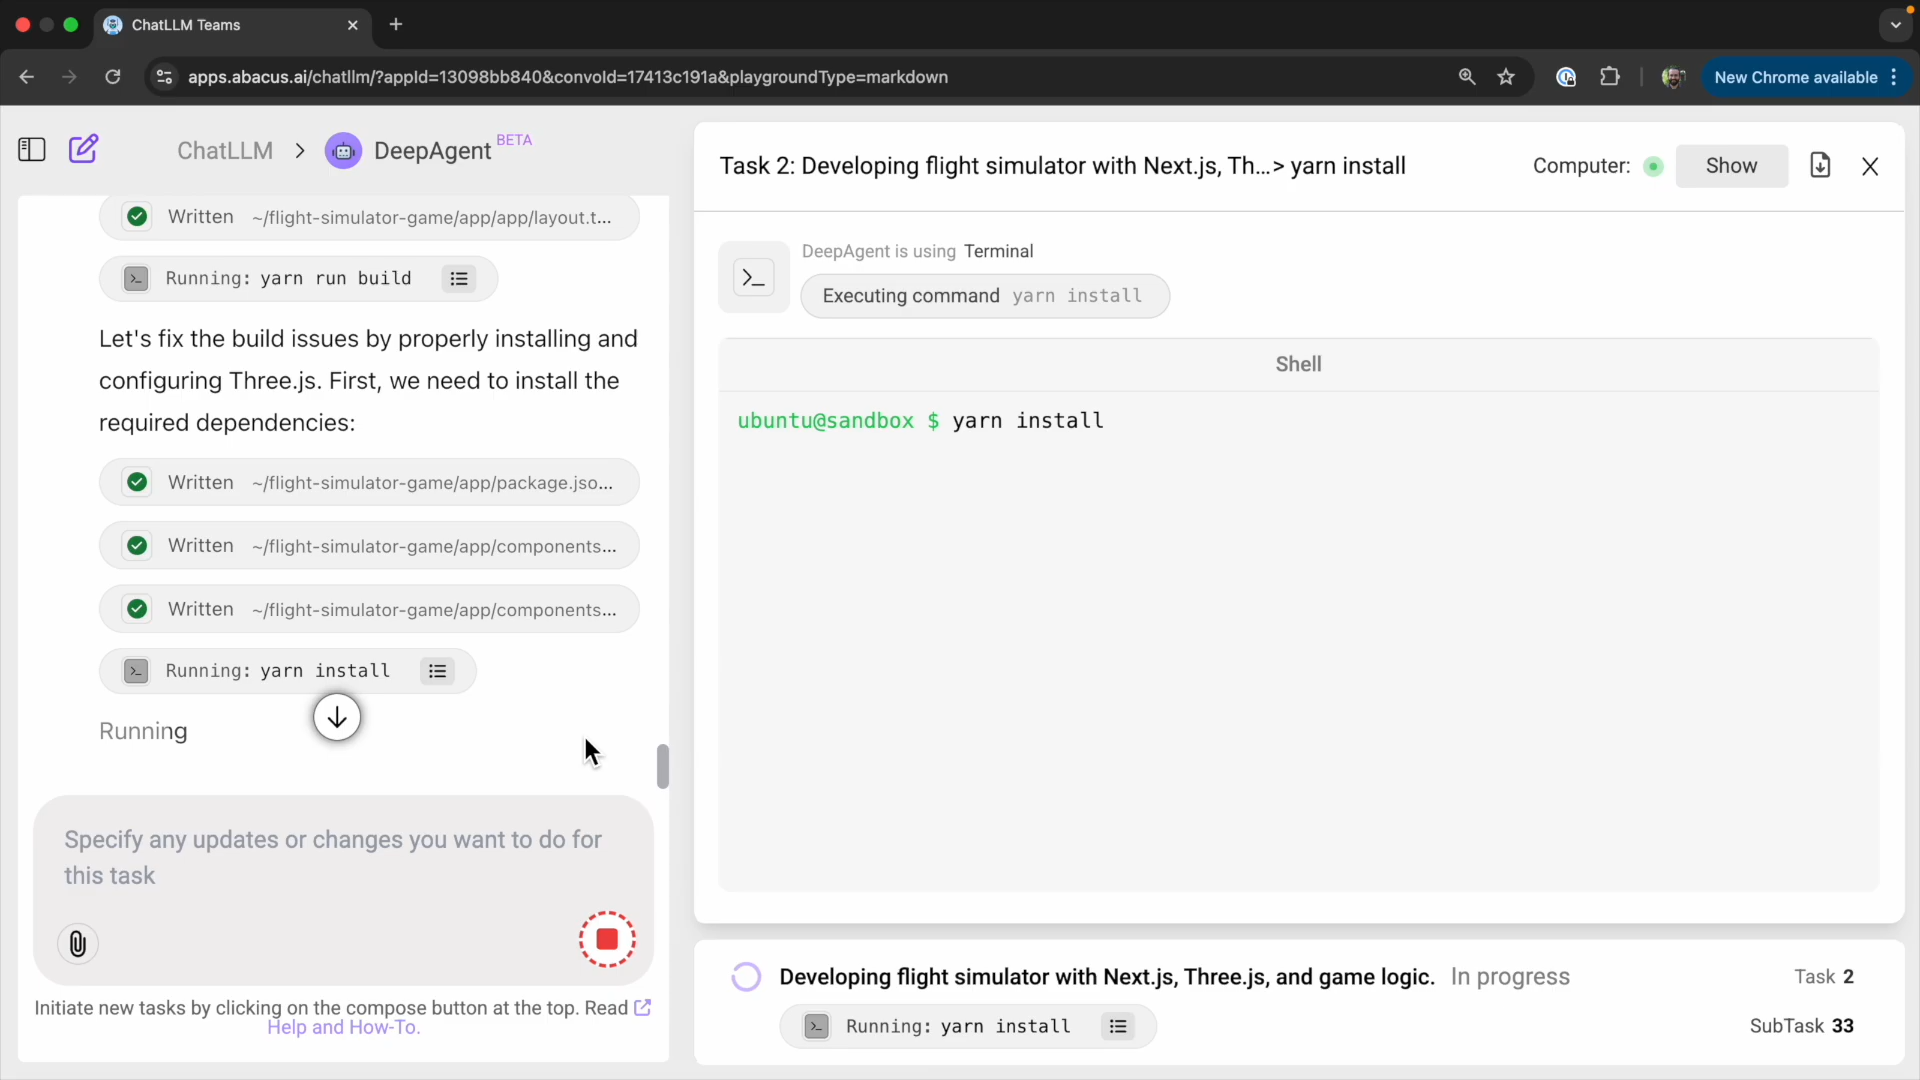 ChatLLM Teams
apps.abacus.ai/chatllm/?appId=13098bb840&convoId=17413c191a&playgroundType=markdown
New Chrome available
ChatLLM
DeepAgent
BETA
Written ~/flight-simulator-game/app/app/layout.t...
Running: yarn run build
Let's fix the build issues by properly installing and
configuring Three.js. First, we need to install the
required dependencies:
Written ~/flight-simulator-game/app/package.jso...
Written ~/flight-simulator-game/app/components...
Written ~/flight-simulator-game/app/components...
Running: yarn install
Running
Specify any updates or changes you want to do for
this task
Initiate new tasks by clicking on the compose button at the top. Read
Help and How-To.
Task 2: Developing flight simulator with Next.js, Th...> yarn install
Computer:
Show
DeepAgent is using Terminal
Executing command yarn install
Shell
ubuntu@sandbox $ yarn install
Developing flight simulator with Next.js, Three.js, and game logic. In progress
Task 2
Running: yarn install
SubTask 33